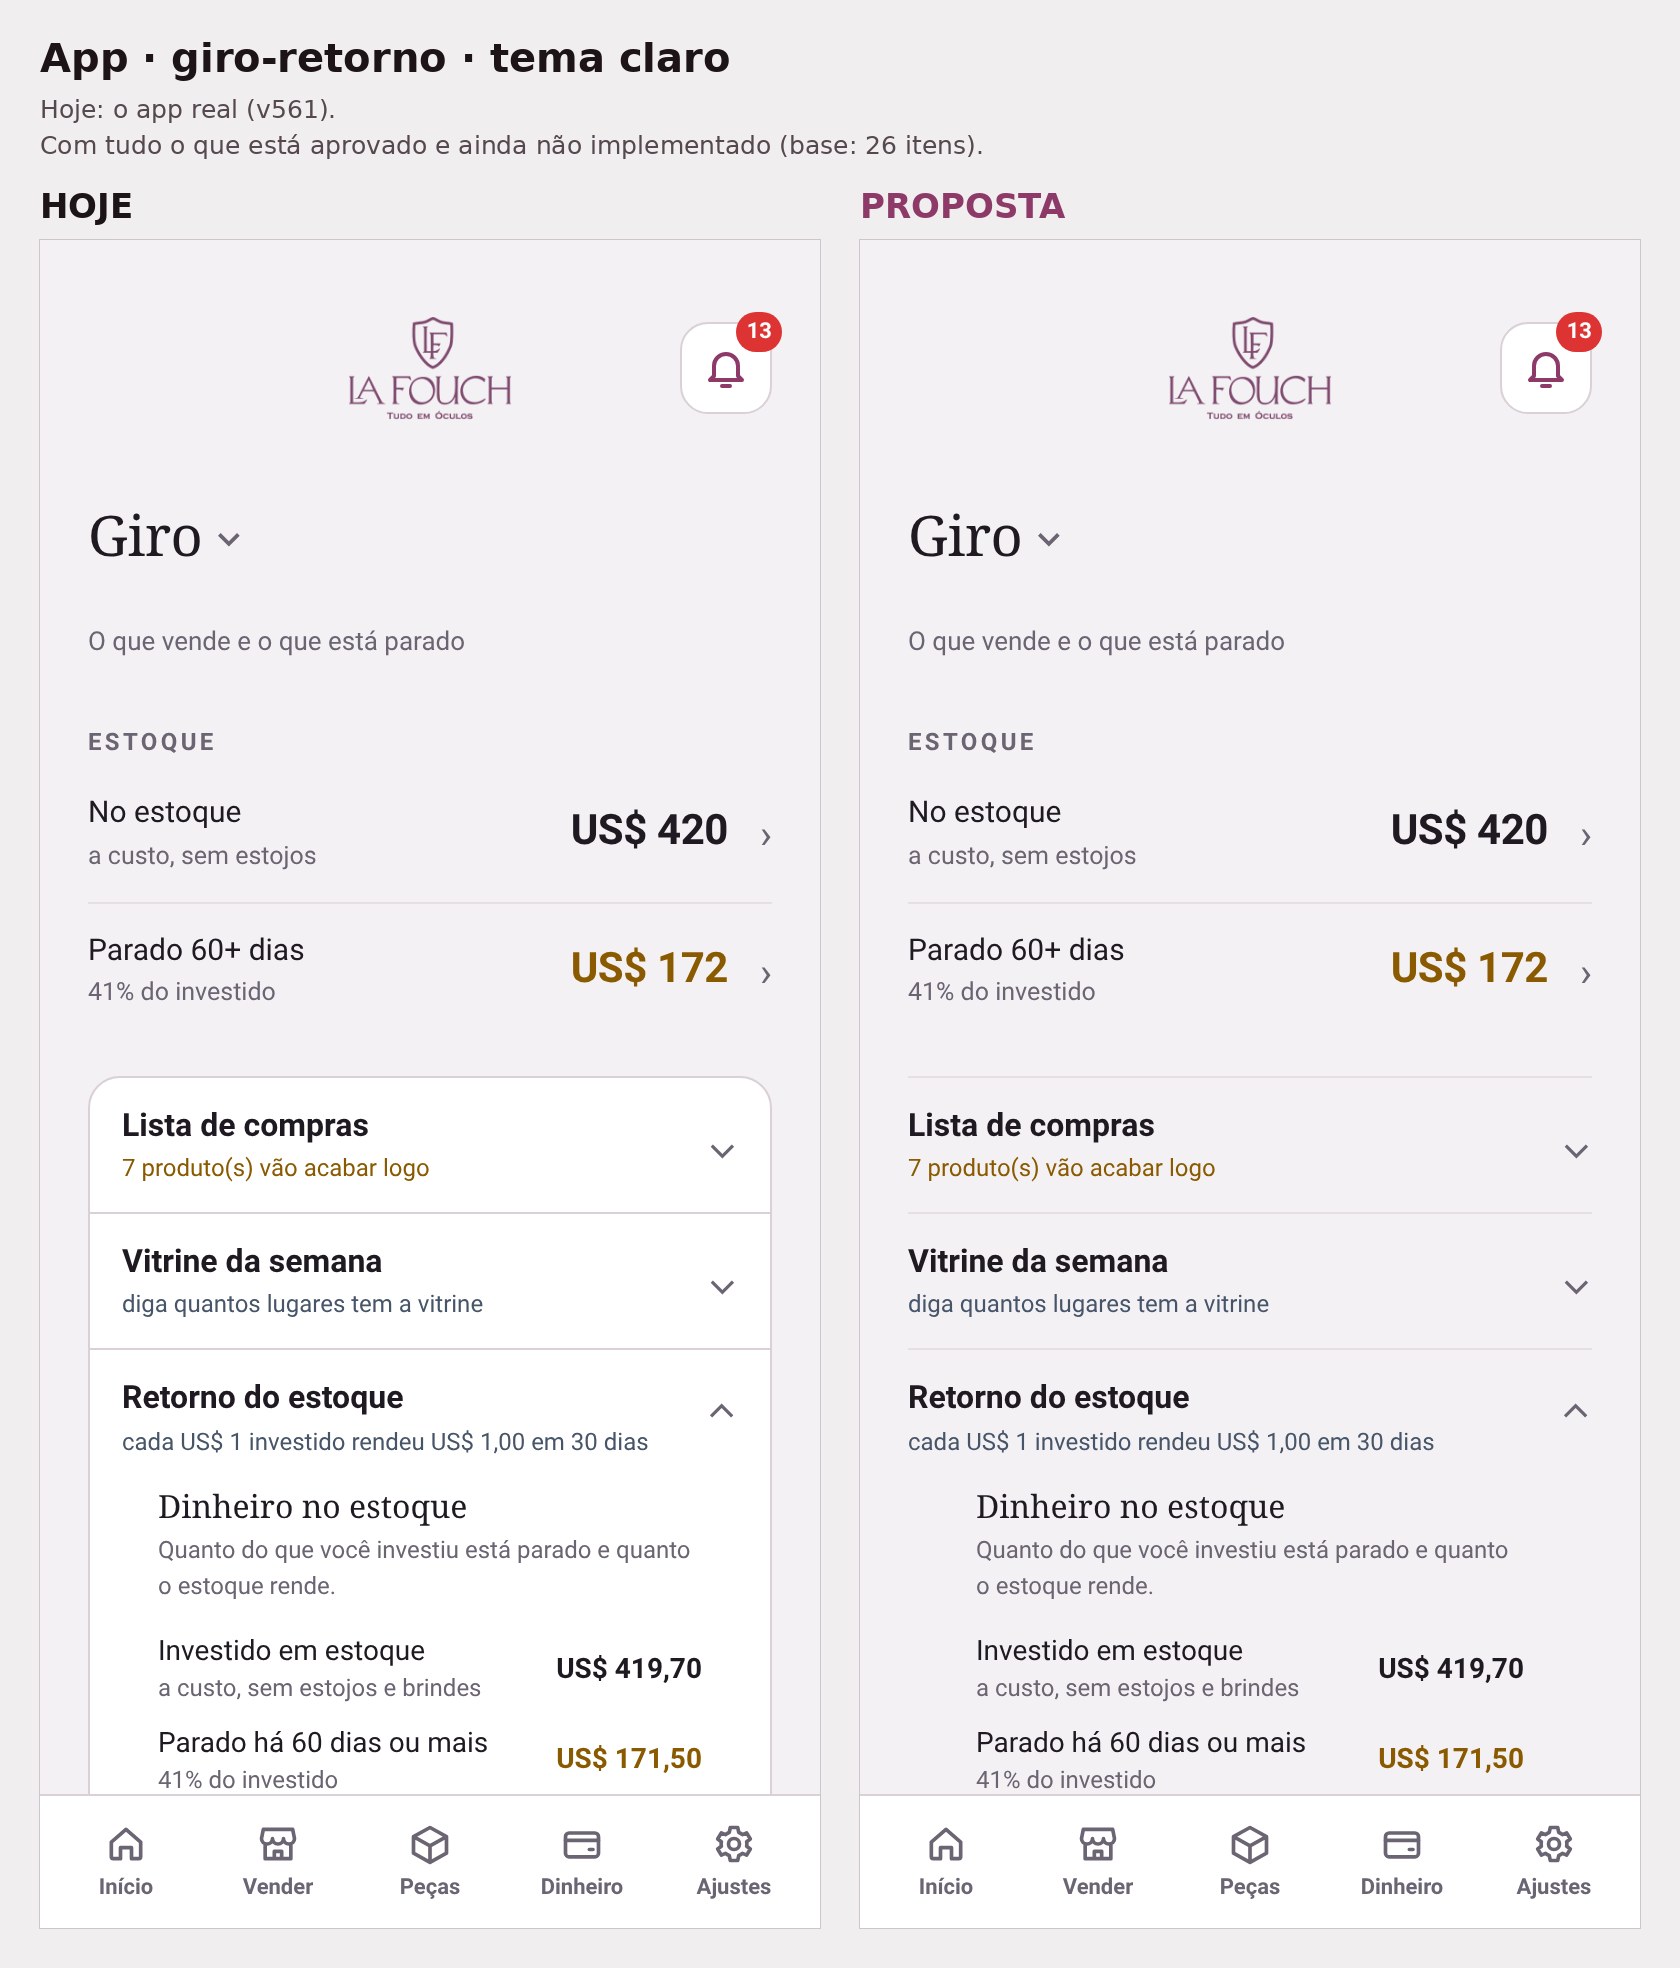 App · giro-retorno · tema claro
Hoje: o app real (v561).
Com tudo o que está aprovado e ainda não implementado (base: 26 itens).
HOJE
LF
LA FOUCH
TUDO EM ÓCULOS
13
Giro
O que vende e o que está parado
ESTOQUE
No estoque
US$ 420
a custo, sem estojos
Parado 60+ dias
US$ 172
41% do investido
Lista de compras
7 produto(s) vão acabar logo
Vitrine da semana
diga quantos lugares tem a vitrine
Retorno do estoque
cada US$ 1 investido rendeu US$ 1,00 em 30 dias
Dinheiro no estoque
Quanto do que você investiu está parado e quanto
o estoque rende.
Investido em estoque
US$ 419,70
a custo, sem estojos e brindes
Parado há 60 dias ou mais
US$ 171,50
41% do investido
Início
Vender
Peças
Dinheiro
Ajustes
PROPOSTA
LF
LA FOUCH
TUDO EM ÓCULOS
13
Giro
O que vende e o que está parado
ESTOQUE
No estoque
US$ 420
a custo, sem estojos
Parado 60+ dias
US$ 172
41% do investido
Lista de compras
7 produto(s) vão acabar logo
Vitrine da semana
diga quantos lugares tem a vitrine
Retorno do estoque
cada US$ 1 investido rendeu US$ 1,00 em 30 dias
Dinheiro no estoque
Quanto do que você investiu está parado e quanto
o estoque rende.
Investido em estoque
US$ 419,70
a custo, sem estojos e brindes
Parado há 60 dias ou mais
US$ 171,50
41% do investido
Início
Vender
Peças
Dinheiro
Ajustes